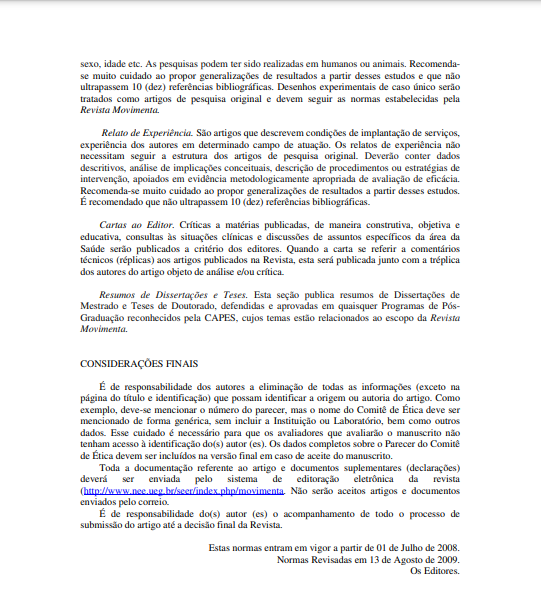 sexo, idade etc. As pesquisas podem ter sido realizadas em humanos ou animais. Recomenda-
se muito cuidado ao propor generalizações de resultados a partir desses estudos e que não
ultrapassem 10 (dez) referências bibliográficas. Desenhos experimentais de caso único serão
tratados como artigos de pesquisa original e devem seguir as normas estabelecidas pela
Revista Movimenta.
Relato de Experiência. São artigos que descrevem condições de implantação de serviços,
experiência dos autores em determinado campo de atuação. Os relatos de experiência não
necessitam seguir a estrutura dos artigos de pesquisa original. Deverão conter dados
descritivos, análise de implicações conceituais, descrição de procedimentos ou estratégias de
intervenção, apoiados em evidência metodologicamente apropriada de avaliação de eficácia.
Recomenda-se muito cuidado ao propor generalizações de resultados a partir desses estudos.
É recomendado que não ultrapassem 10 (dez) referências bibliográficas.
Cartas ao Editor. Críticas a matérias publicadas, de maneira construtiva, objetiva e
educativa, consultas às situações clínicas e discussões de assuntos específicos da área da
Saúde serão publicados a critério dos editores. Quando a carta se referir a comentários
técnicos (réplicas) aos artigos publicados na Revista, esta será publicada junto com a tréplica
dos autores do artigo objeto de análise e/ou crítica.
Resumos de Dissertações e Teses. Esta seção publica resumos de Dissertações de
Mestrado e Teses de Doutorado, defendidas e aprovadas em quaisquer Programas de Pós-
Graduação reconhecidos pela CAPES, cujos temas estão relacionados ao escopo da Revista
Movimenta.
CONSIDERAÇÕES FINAIS
É de responsabilidade dos autores a eliminação de todas as informações (exceto na
página do título e identificação) que possam identificar a origem ou autoria do artigo. Como
exemplo, deve-se mencionar o número do parecer, mas o nome do Comitê de Ética deve ser
mencionado de forma genérica, sem incluir a Instituição ou Laboratório, bem como outros
dados. Esse cuidado é necessário para que os avaliadores que avaliarão o manuscrito não
tenham acesso à identificação do(s) autor (es). Os dados completos sobre o Parecer do Comitê
de Ética devem ser incluídos na versão final em caso de aceite do manuscrito.
Toda a documentação referente ao artigo e documentos suplementares (declarações)
deverá ser enviada pelo sistema de editoração eletrônica da revista
(http://www.nee.ueg.br/seer/index.php/movimenta. Não serão aceitos artigos e documentos
enviados pelo correio.
É de responsabilidade do(s) autor (es) o acompanhamento de todo o processo de
submissão do artigo até a decisão final da Revista.
Estas normas entram em vigor a partir de 01 de Julho de 2008.
Normas Revisadas em 13 de Agosto de 2009.
Os Editores.